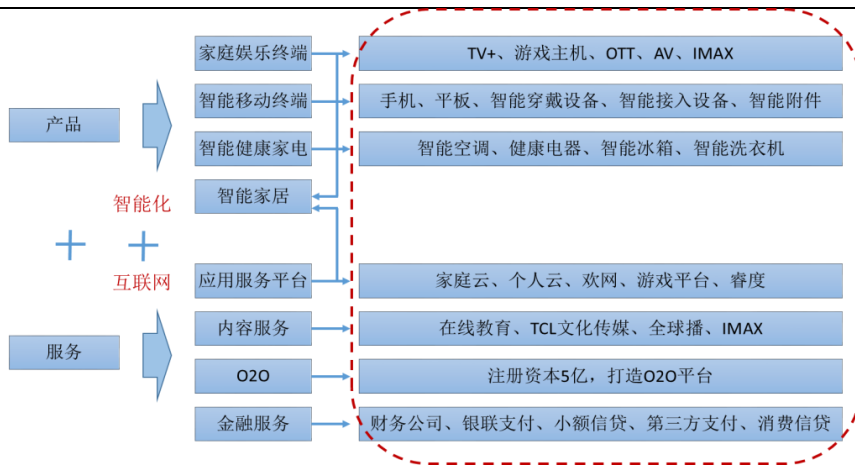 家庭娱乐终端
TV+、游戏主机、OTT、AV、IMAX
智能移动终端
手机、平板、智能穿戴设备、智能接入设备、智能附件
产品
智能健康家电
智能空调、健康电器、智能冰箱、智能洗衣机
智能家居
智能化
互联网
应用服务平台
家庭云、个人云、欢网、游戏平台、睿度
内容服务
在线教育、TCL文化传媒、全球播、IMAX
服务
O2O
注册资本5亿，打造O2O平台
金融服务
财务公司、银联支付、小额信贷、第三方支付、消费信贷